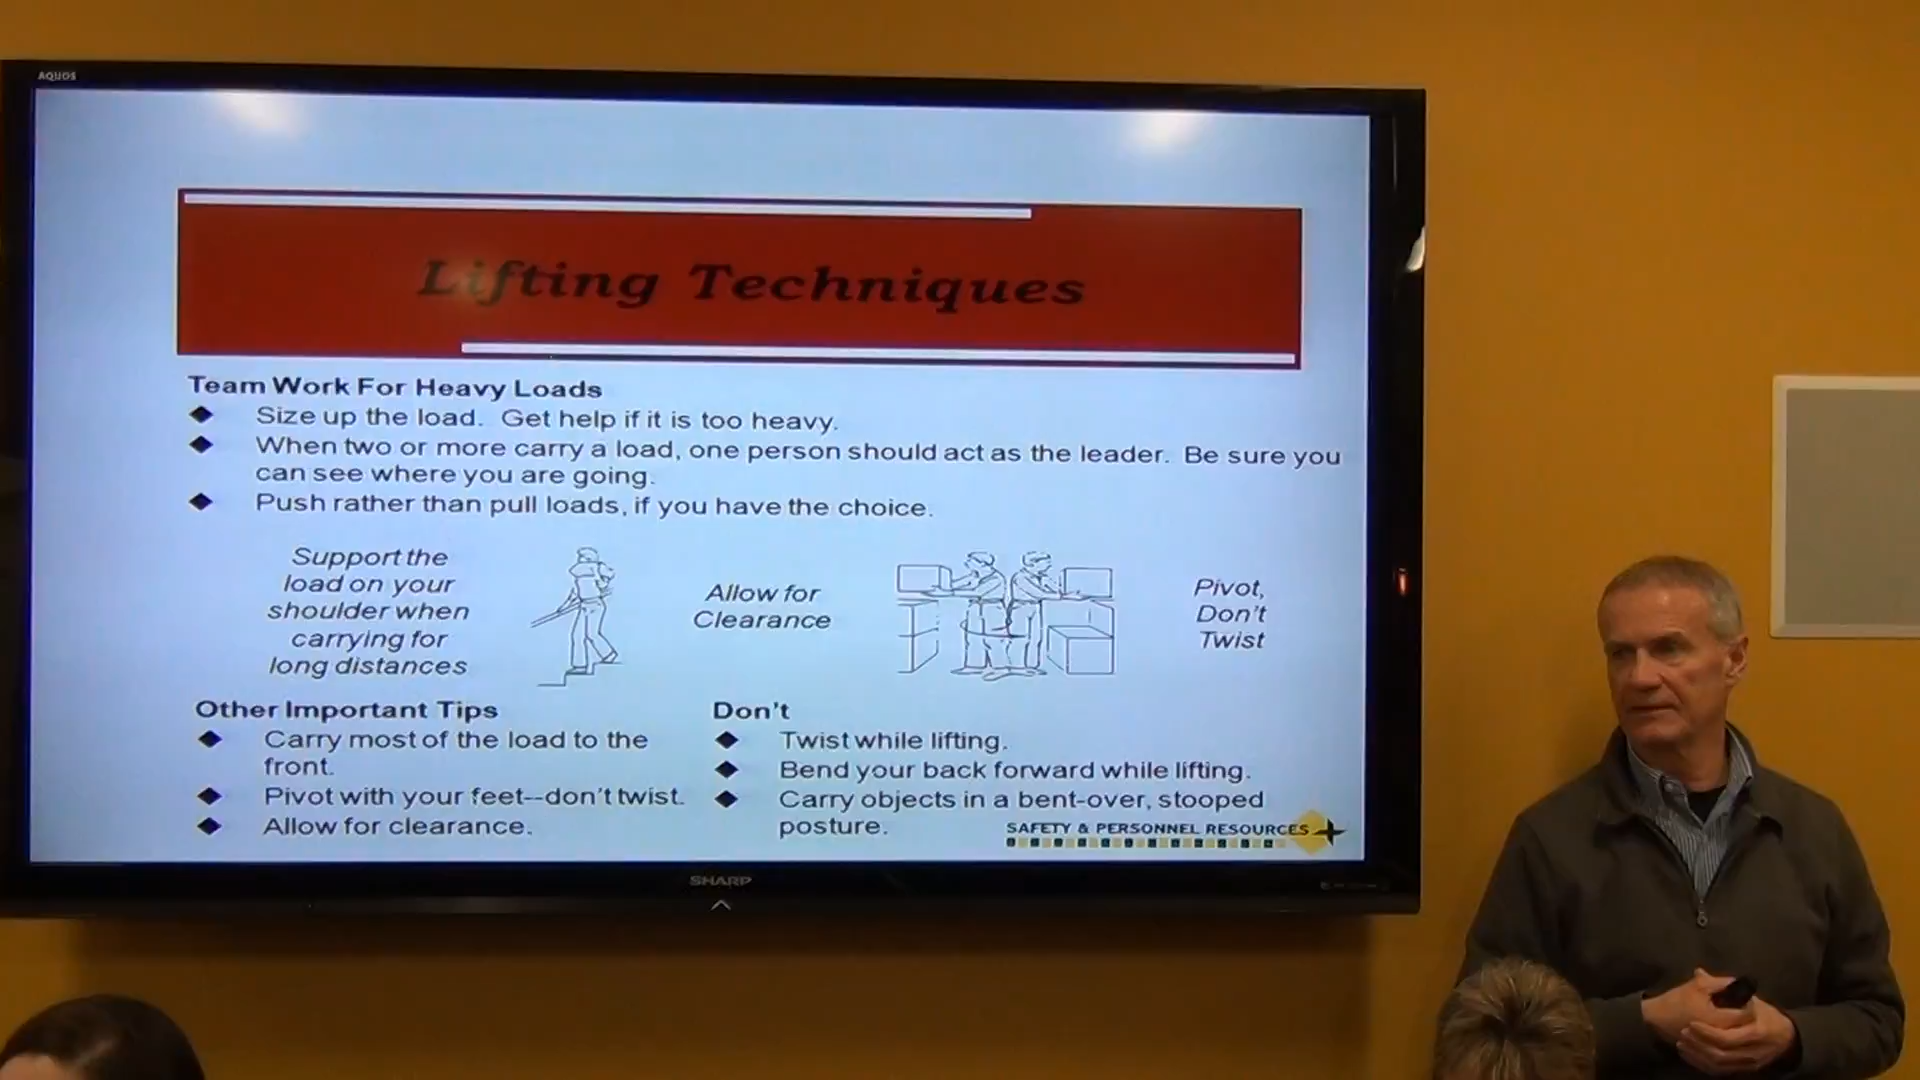 AQUOS
Lifting Techniques
Team Work For Heavy Loads
Size up the load. Get help if it is too heavy.
When two or more carry a load, one person should act as the leader. Be sure you
can see where you are going.
Push rather than pull loads, if you have the choice.
Support the
load on your
shoulder when
carrying for
long distances
Allow for
Clearance
Pivot,
Don't
Twist
Other Important Tips
Carry most of the load to the
front.
Pivot with your feet--don't twist.
Allow for clearance.
Don't
Twist while lifting.
Bend your back forward while lifting.
Carry objects in a bent-over, stooped
posture.
SAFETY & PERSONNEL RESOURCES
SHARP